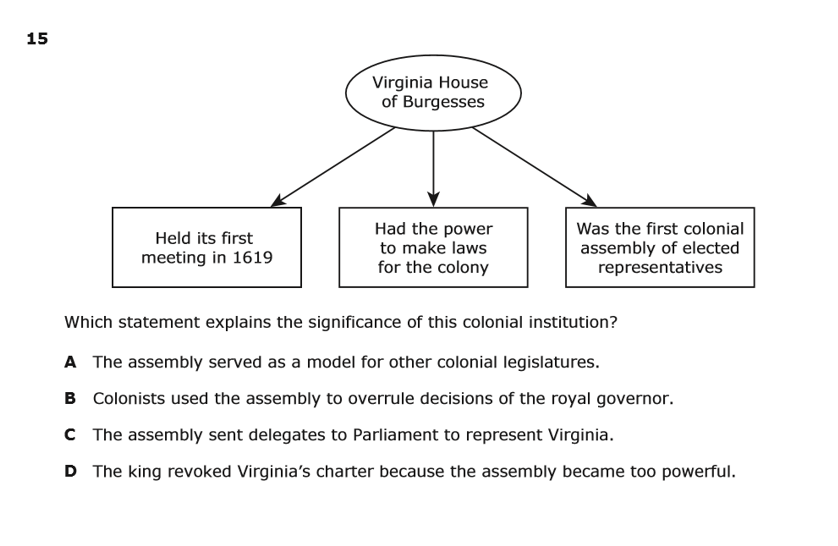 15
Virginia House
of Burgesses
Held its first
meeting in 1619
Had the power
to make laws
for the colony
Was the first colonial
assembly of elected
representatives
Which statement explains the significance of this colonial institution?
A The assembly served as a model for other colonial legislatures.
B Colonists used the assembly to overrule decisions of the royal governor.
C The assembly sent delegates to Parliament to represent Virginia.
D The king revoked Virginia's charter because the assembly became too powerful.